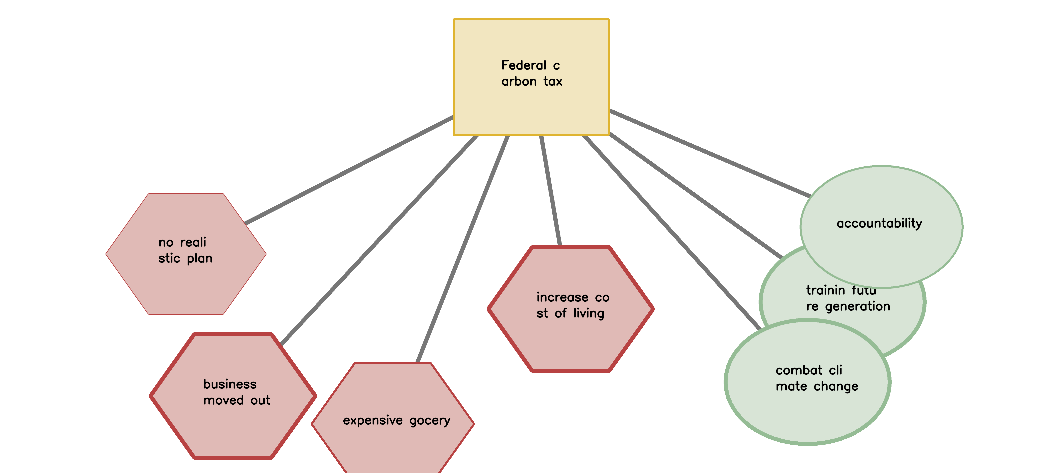 Federal c
arbon tax
accountability
no reali
stic plan
trainin futu
re generation
increase co
st of living
combat cli
mate change
business
moved out
expensive gocery